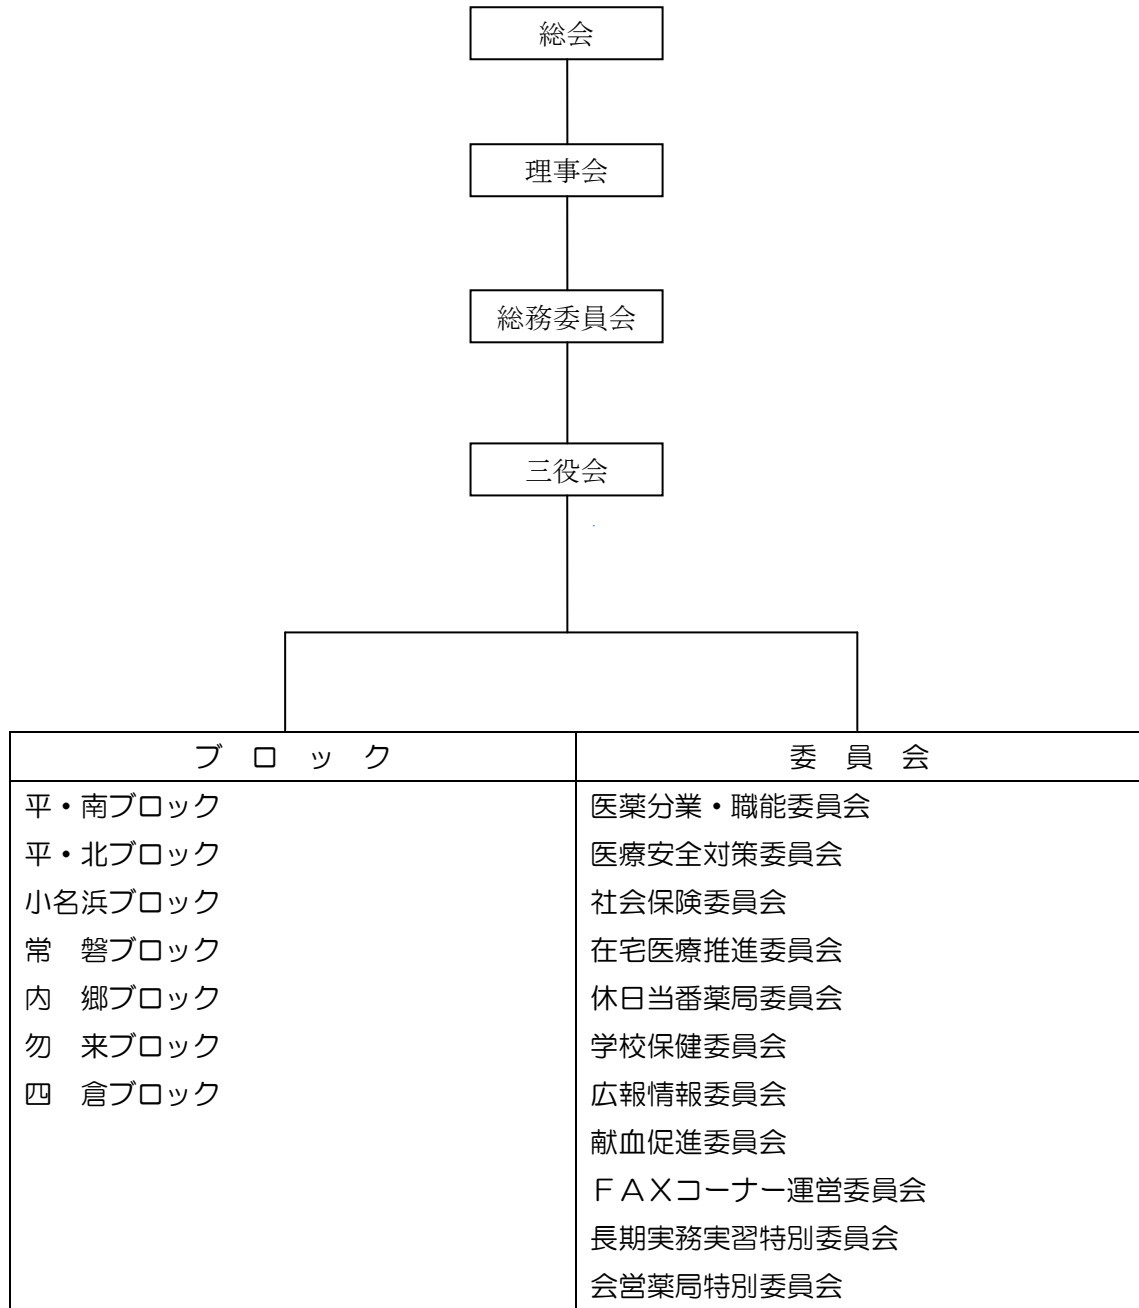 総会
理事会
総務委員会
三役会
ブ　ロ　ッ　ク
委　員　会
平・南ブロック
平・北ブロック
小名浜ブロック
常　磐ブロック
内　郷ブロック
勿　来ブロック
四　倉ブロック
医薬分業・職能委員会
医療安全対策委員会
社会保険委員会
在宅医療推進委員会
休日当番薬局委員会
学校保健委員会
広報情報委員会
献血促進委員会
ＦＡＸコーナー運営委員会
長期実務実習特別委員会
会営薬局特別委員会